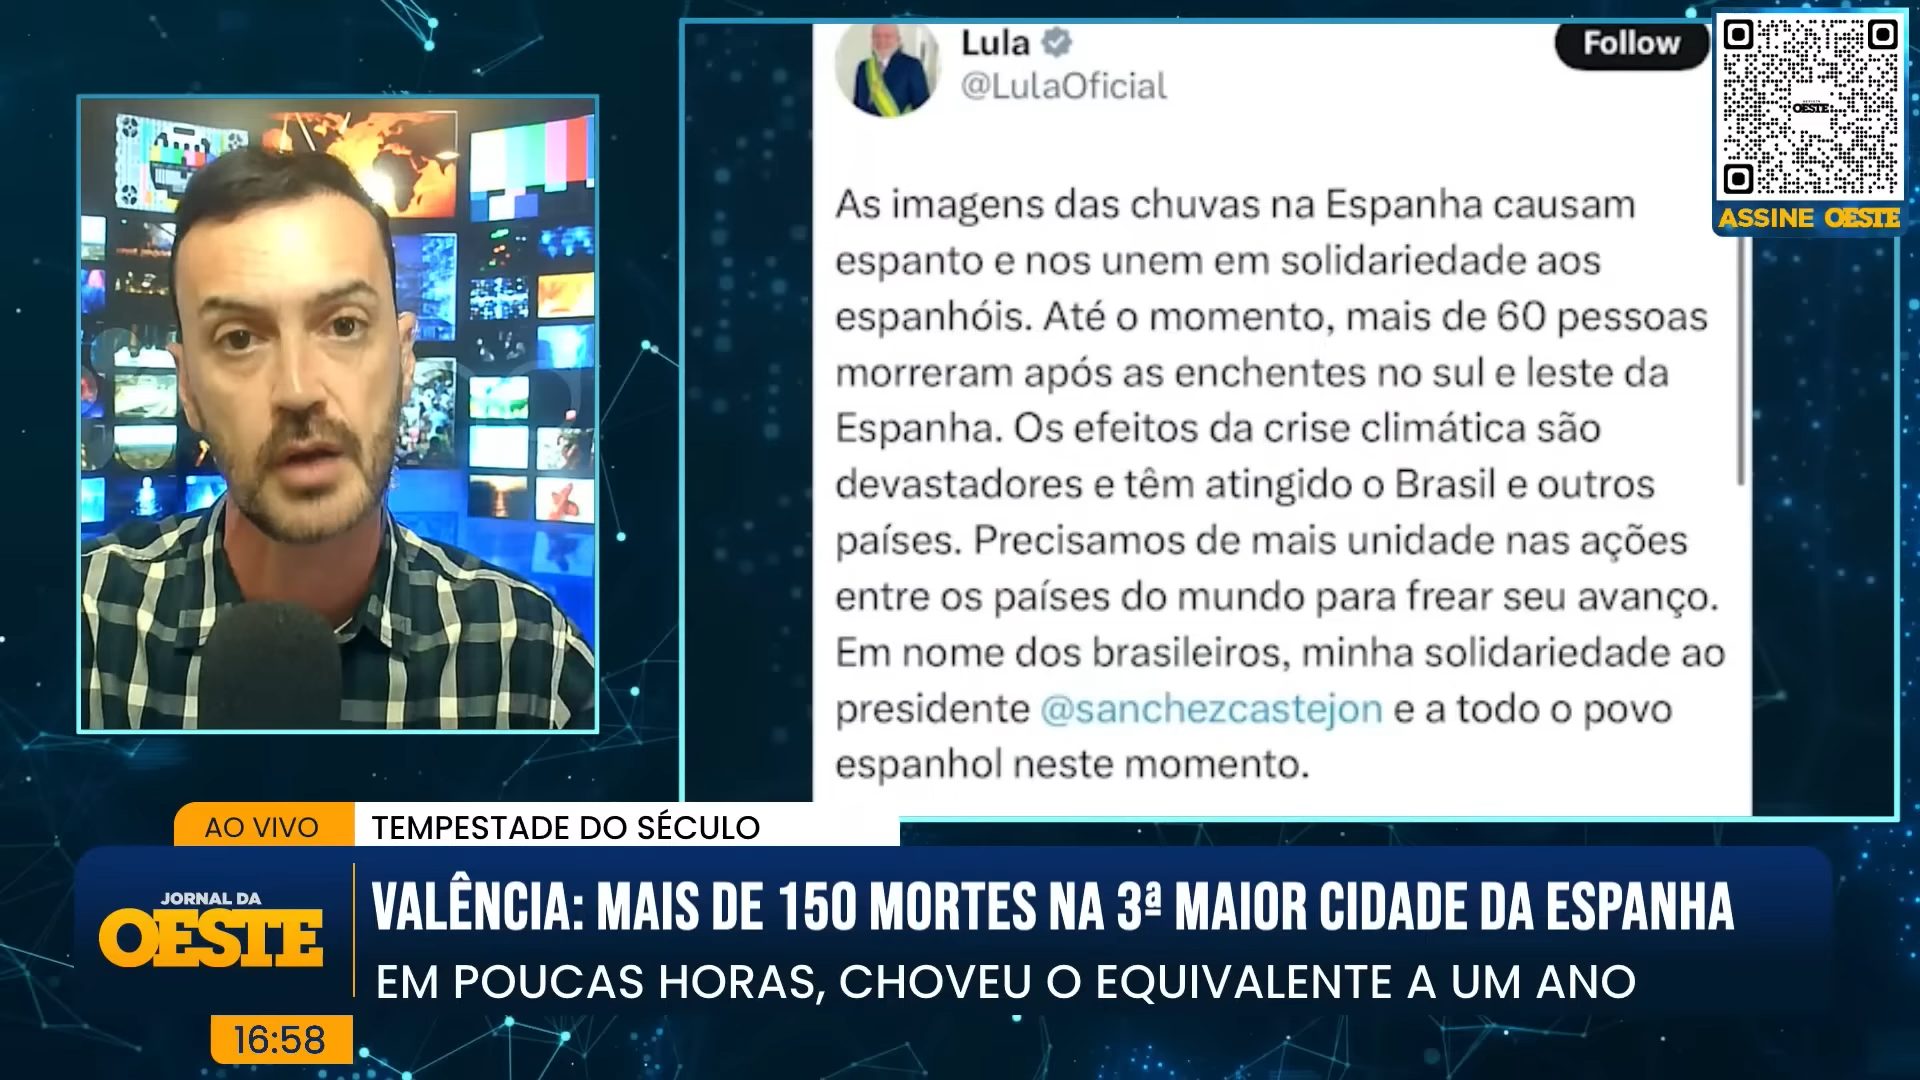 Lula
@LulaOficial
Follow
As imagens das chuvas na Espanha causam
espanto e nos unem em solidariedade aos
espanhóis. Até o momento, mais de 60 pessoas
morreram após as enchentes no sul e leste da
Espanha. Os efeitos da crise climática são
devastadores e têm atingido o Brasil e outros
países. Precisamos de mais unidade nas ações
entre os países do mundo para frear seu avanço.
Em nome dos brasileiros, minha solidariedade ao
presidente @sanchezcastejon e a todo o povo
espanhol neste momento.
OESTE
ASSINE OESTE
AO VIVO
TEMPESTADE DO SÉCULO
JORNAL DA
OESTE
VALÊNCIA: MAIS DE 150 MORTES NA 3ª MAIOR CIDADE DA ESPANHA
EM POUCAS HORAS, CHOVEU O EQUIVALENTE A UM ANO
16:58